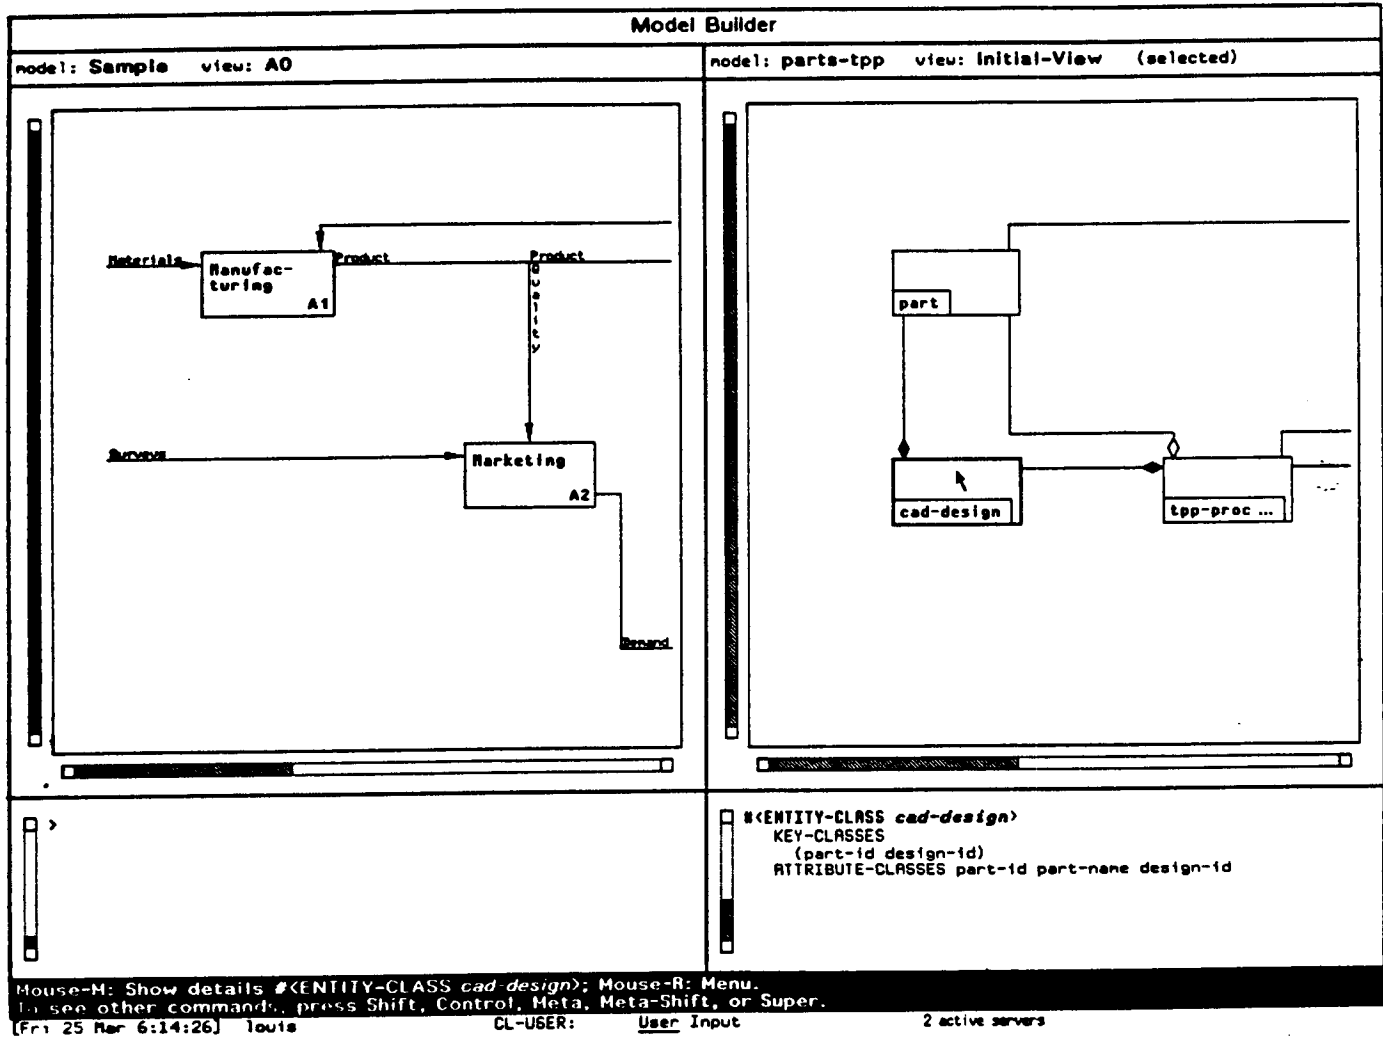 Model Builder
model: Sample view: A0
model: parts-tpp view: Initial-View (selected)
Materials
Manufac-
turing
A1
Product
Product
Quality
Surveys
Marketing
A2
Demand
part
cad-design
tpp-proc ...
>
#<ENTITY-CLASS cad-design>
KEY-CLASSES
(part-id design-id)
ATTRIBUTE-CLASSES part-id part-name design-id
Mouse-M: Show details #<ENTITY-CLASS cad-design>; Mouse-R: Menu.
To see other commands, press Shift, Control, Meta, Meta-Shift, or Super.
[Fri 25 Mar 6:14:26] louis CL-USER: User Input 2 active servers